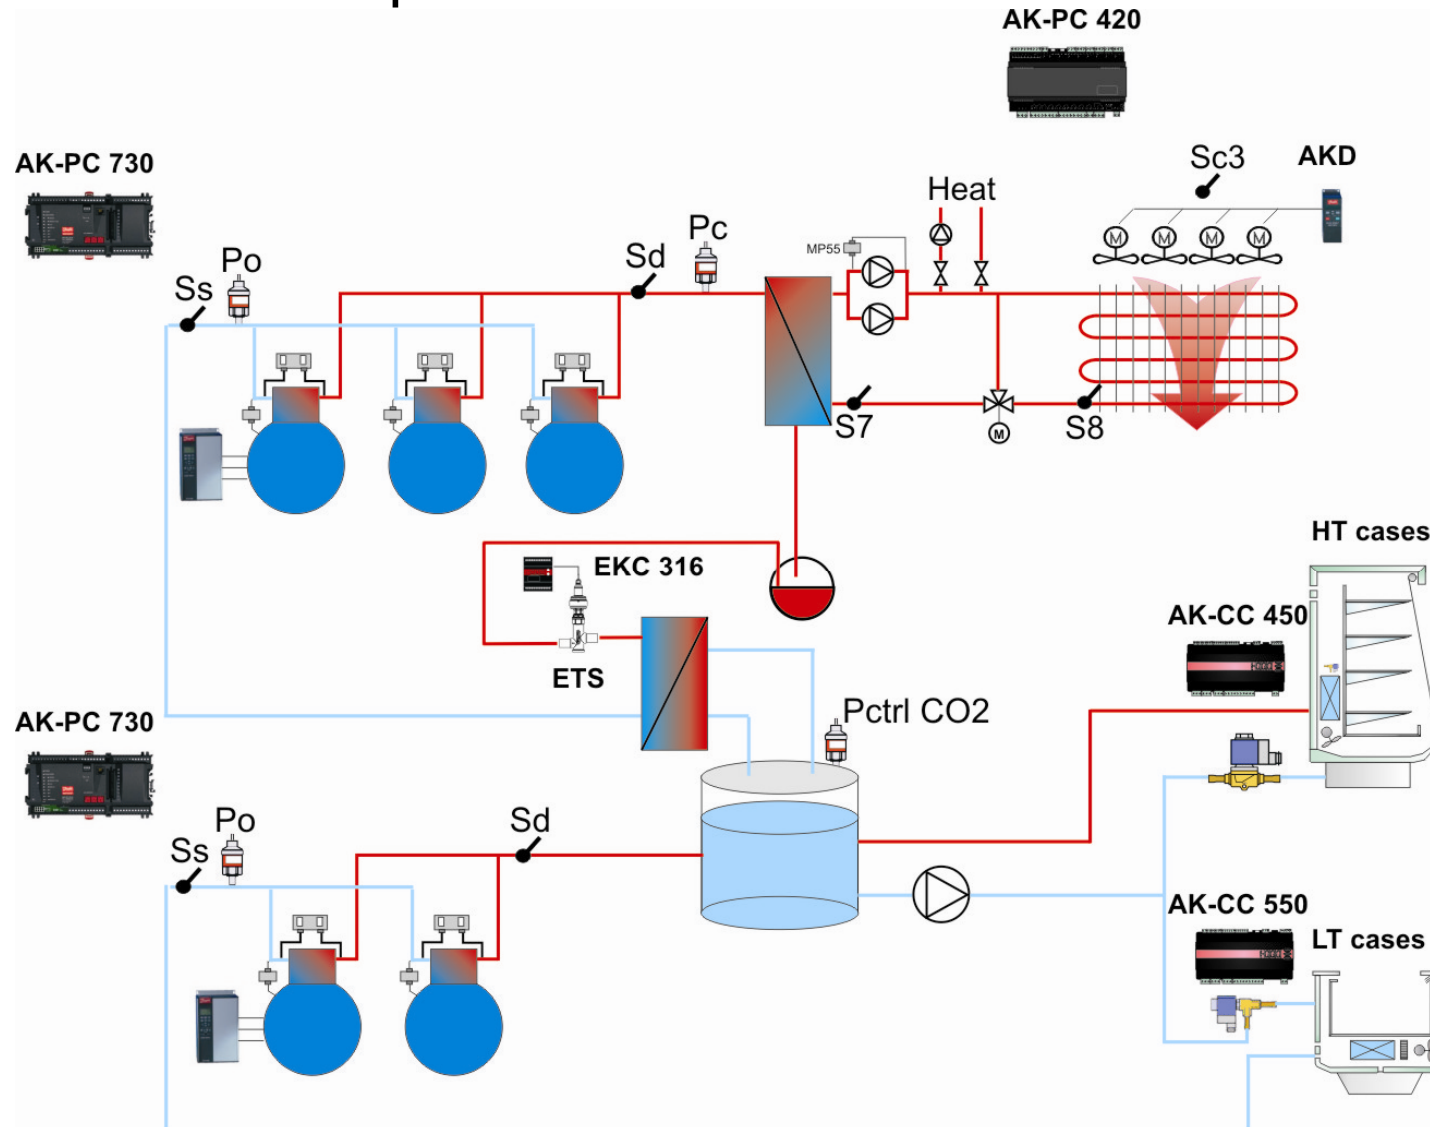 AK-PC 420
AK-PC 730
Sc3
AKD
Heat
Pc
Sd
MP55
Po
Ss
M
M
M
M
S7
M
S8
HT cases
EKC 316
AK-CC 450
ETS
Pctrl CO2
AK-PC 730
Po
Sd
Ss
AK-CC 550
LT cases